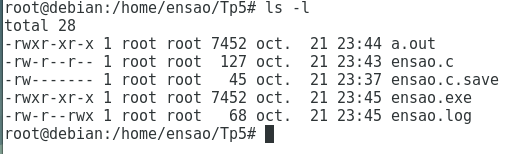 root@debian:/home/ensao/Tp5# ls -l
total 28
-rwxr-xr-x 1 root root 7452 oct.  21 23:44 a.out
-rw-r--r-- 1 root root  127 oct.  21 23:43 ensao.c
-rw------- 1 root root   45 oct.  21 23:37 ensao.c.save
-rwxr-xr-x 1 root root 7452 oct.  21 23:45 ensao.exe
-rw-r--rwx 1 root root   68 oct.  21 23:45 ensao.log
root@debian:/home/ensao/Tp5#